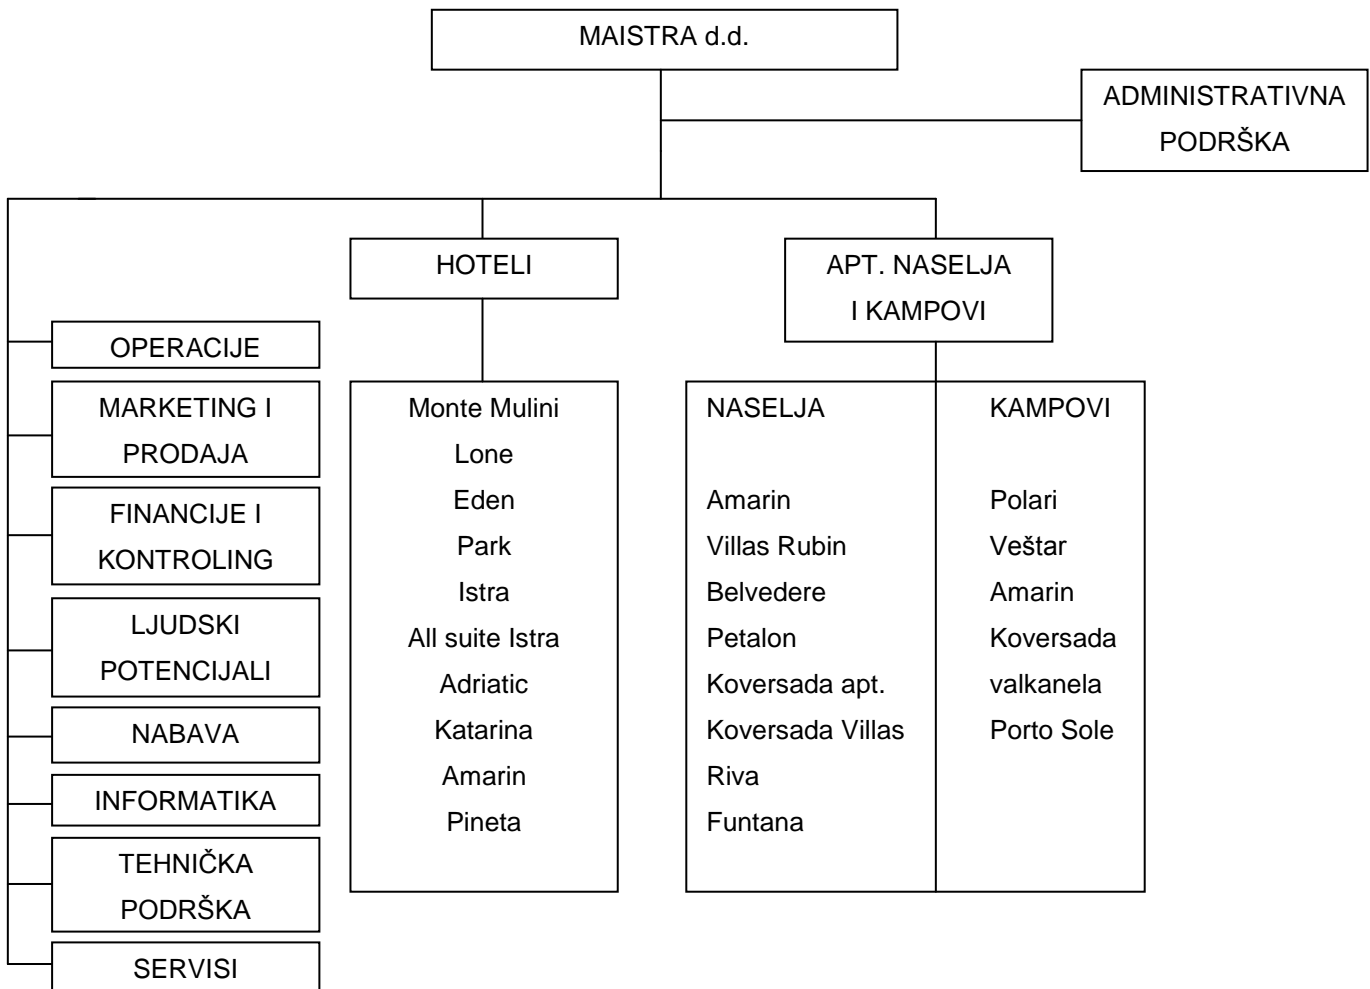 MAISTRA d.d.
ADMINISTRATIVNA
PODRŠKA
HOTELI
APT. NASELJA
I KAMPOVI
OPERACIJE
MARKETING I
PRODAJA
FINANCIJE I
KONTROLING
LJUDSKI
POTENCIJALI
NABAVA
INFORMATIKA
TEHNIČKA
PODRŠKA
SERVISI
Monte Mulini
Lone
Eden
Park
Istra
All suite Istra
Adriatic
Katarina
Amarin
Pineta
NASELJA
Amarin
Villas Rubin
Belvedere
Petalon
Koversada apt.
Koversada Villas
Riva
Funtana
KAMPOVI
Polari
Veštar
Amarin
Koversada
valkanela
Porto Sole